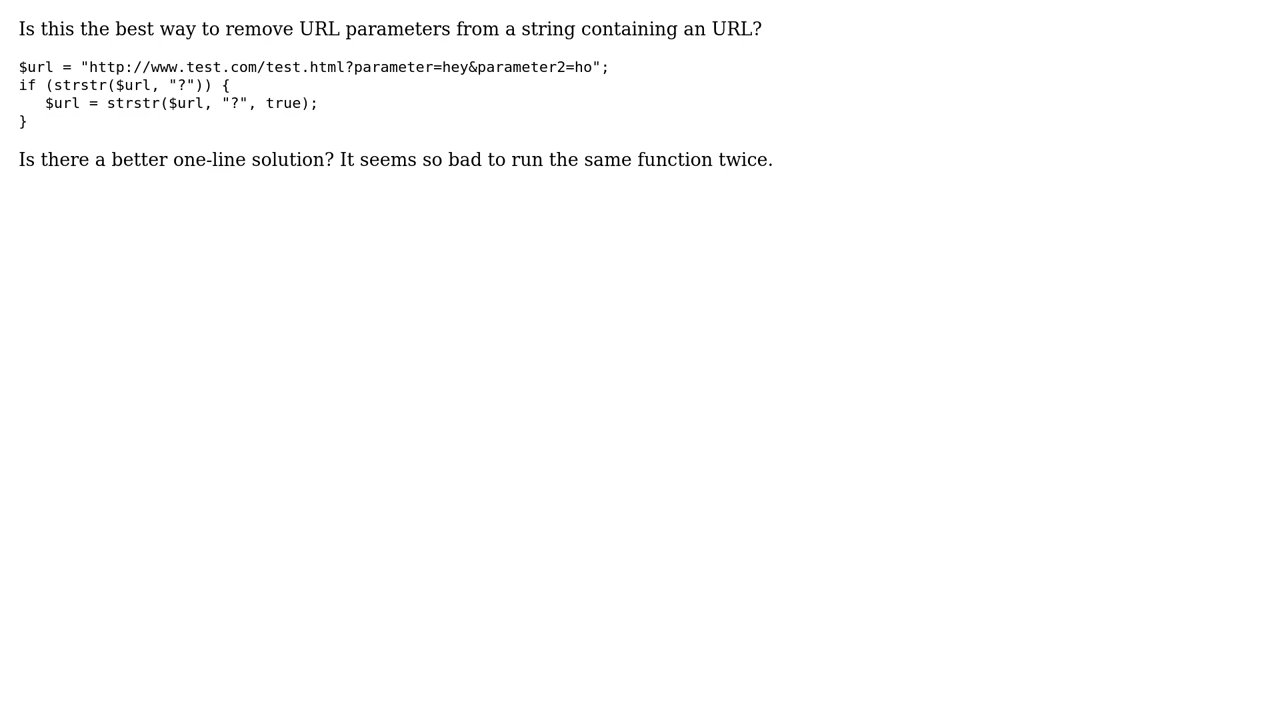 Is this the best way to remove URL parameters from a string containing an URL?
$url = "http://www.test.com/test.html?parameter=hey&parameter2=ho";
if (strstr($url, "?")) {
   $url = strstr($url, "?", true);
}
Is there a better one-line solution? It seems so bad to run the same function twice.